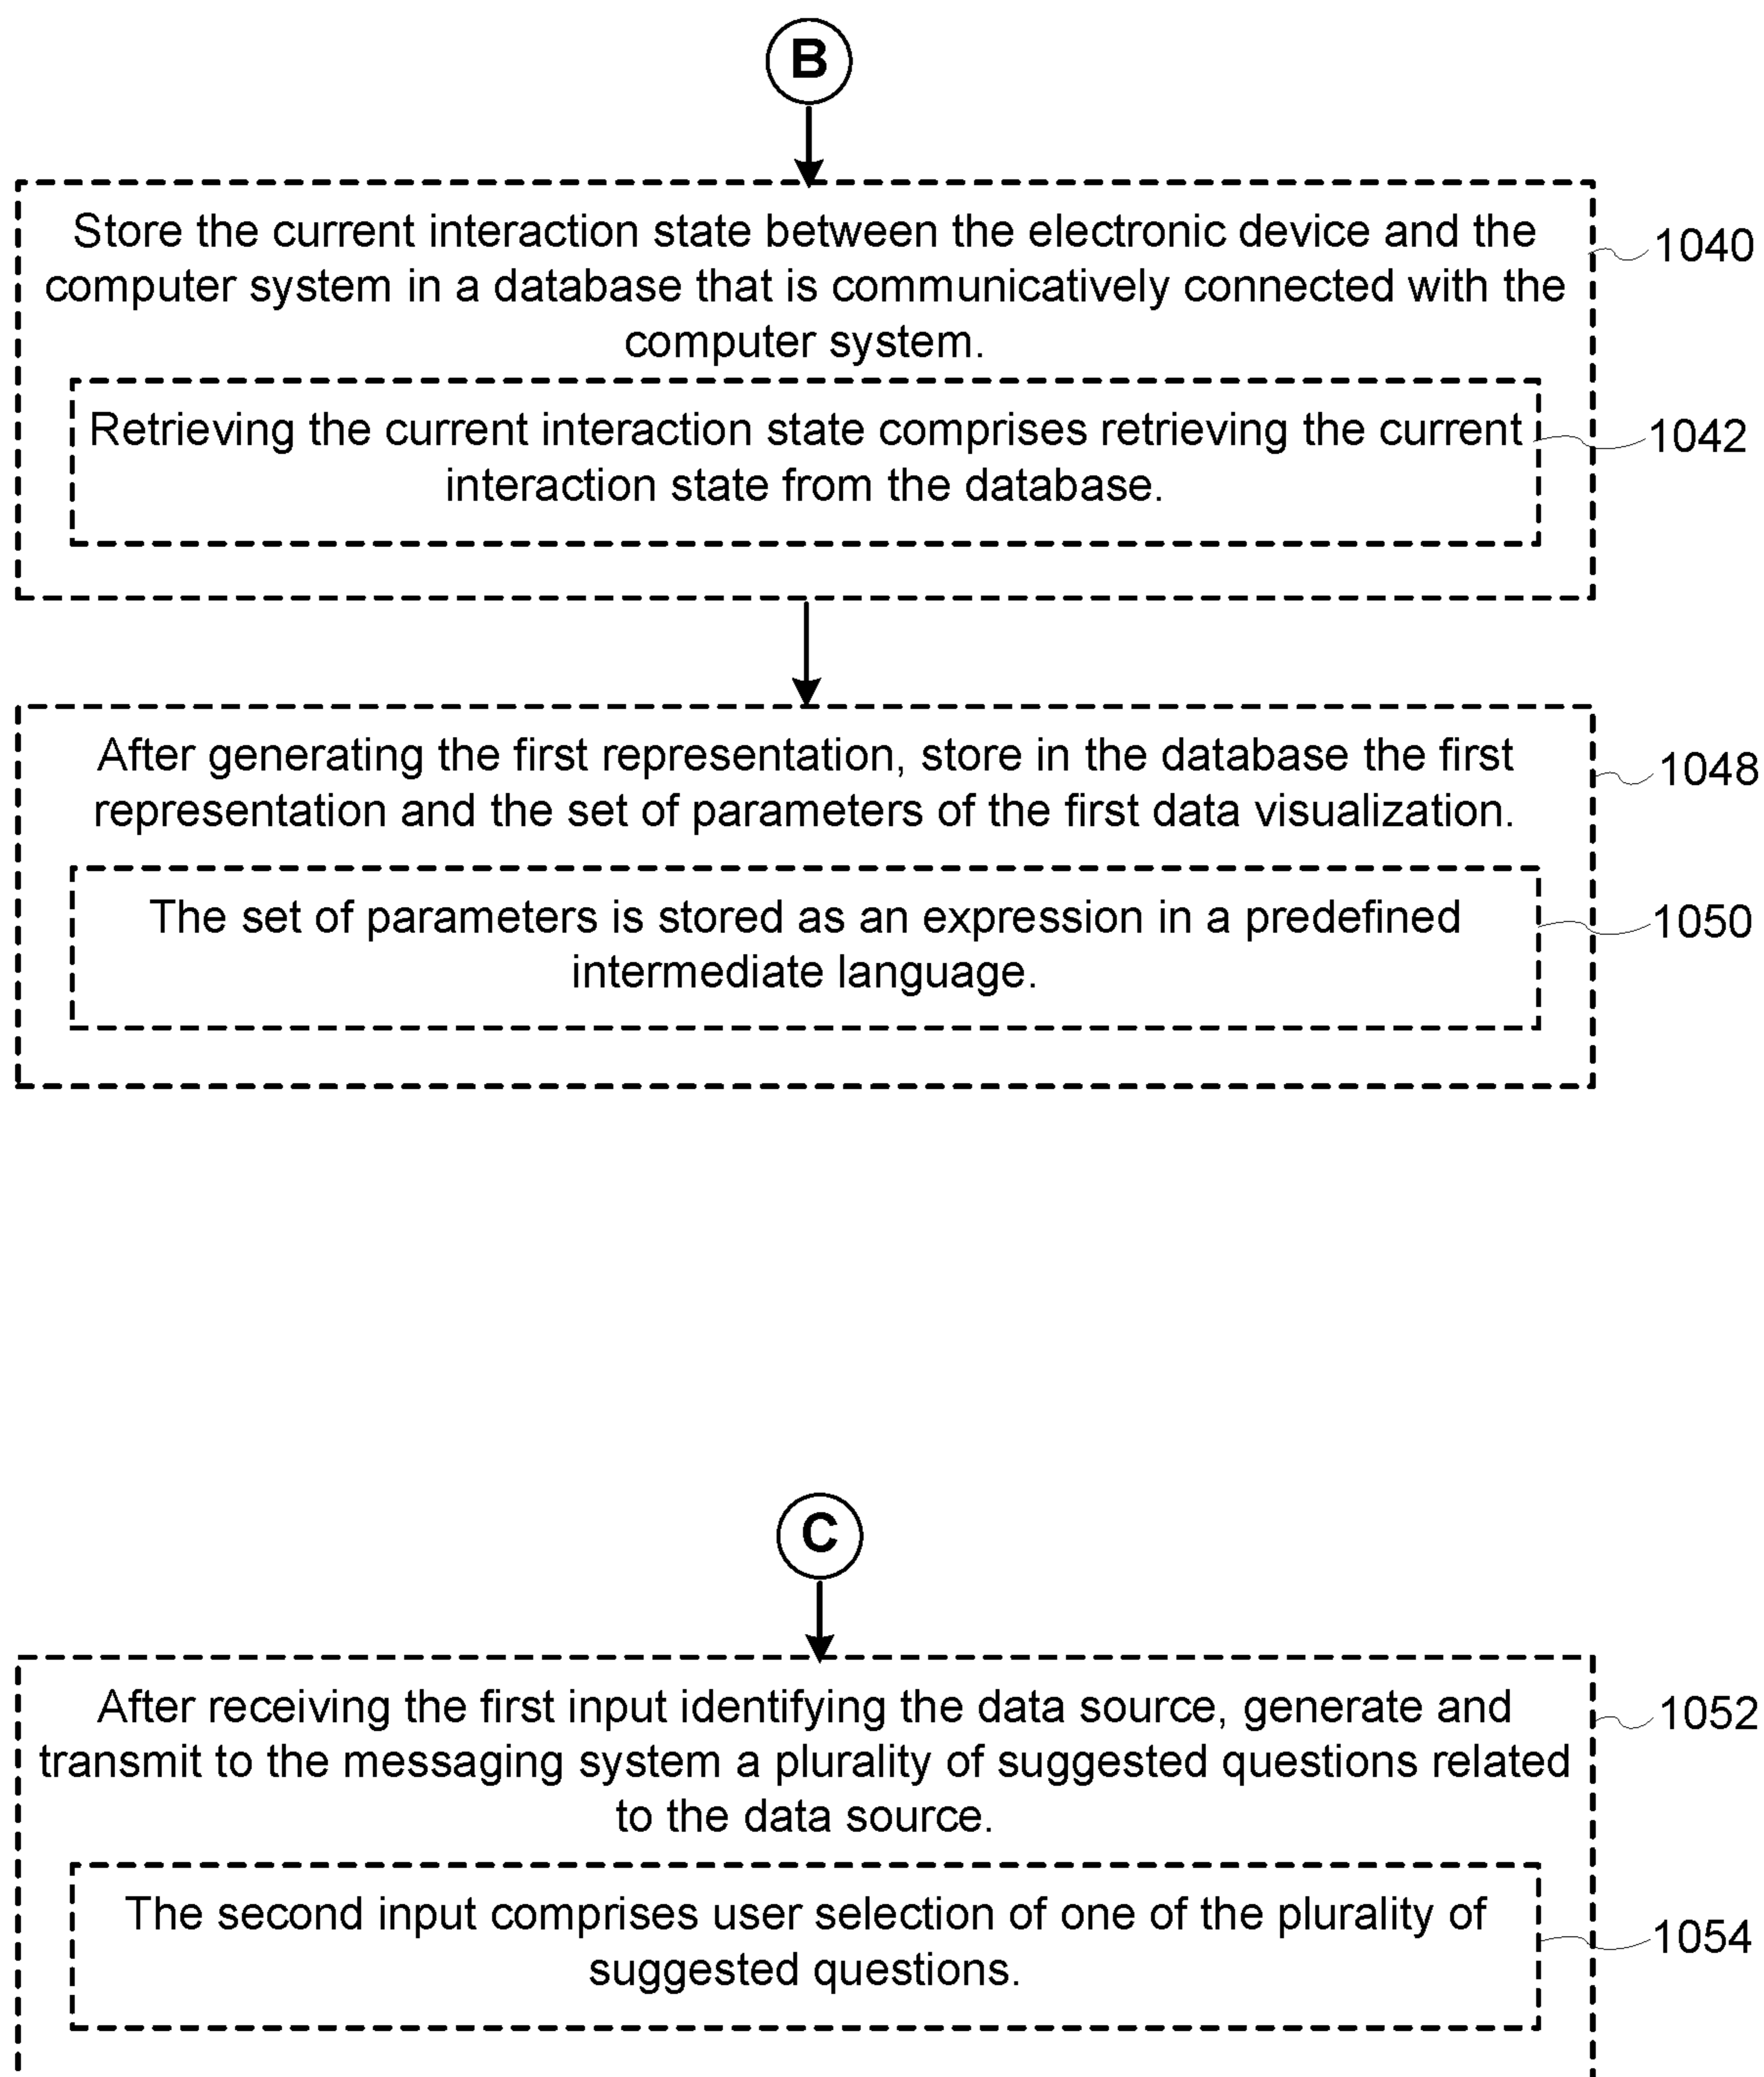 B
Store the current interaction state between the electronic device and the
computer system in a database that is communicatively connected with the
computer system.
1040
Retrieving the current interaction state comprises retrieving the current
interaction state from the database.
1042
After generating the first representation, store in the database the first
representation and the set of parameters of the first data visualization.
1048
The set of parameters is stored as an expression in a predefined
intermediate language.
1050
C
After receiving the first input identifying the data source, generate and
transmit to the messaging system a plurality of suggested questions related
to the data source.
1052
The second input comprises user selection of one of the plurality of
suggested questions.
1054